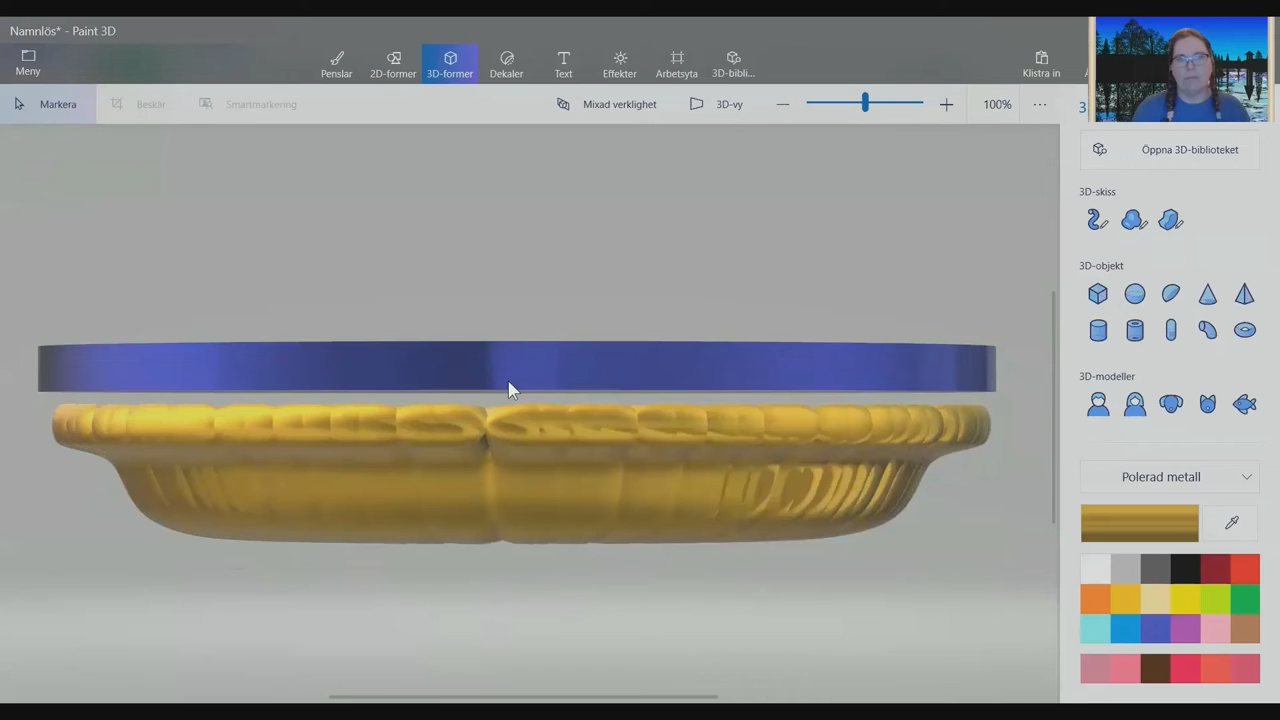 Namnlös* - Paint 3D
Meny
Penslar
2D-former
3D-former
Dekaler
Text
Effekter
Arbetsyta
3D-bibli...
Klistra in
Markera
Beskär
Smartmarkering
Mixad verklighet
3D-vy
100%
Öppna 3D-biblioteket
3D-skiss
3D-objekt
3D-modeller
Polerad metall